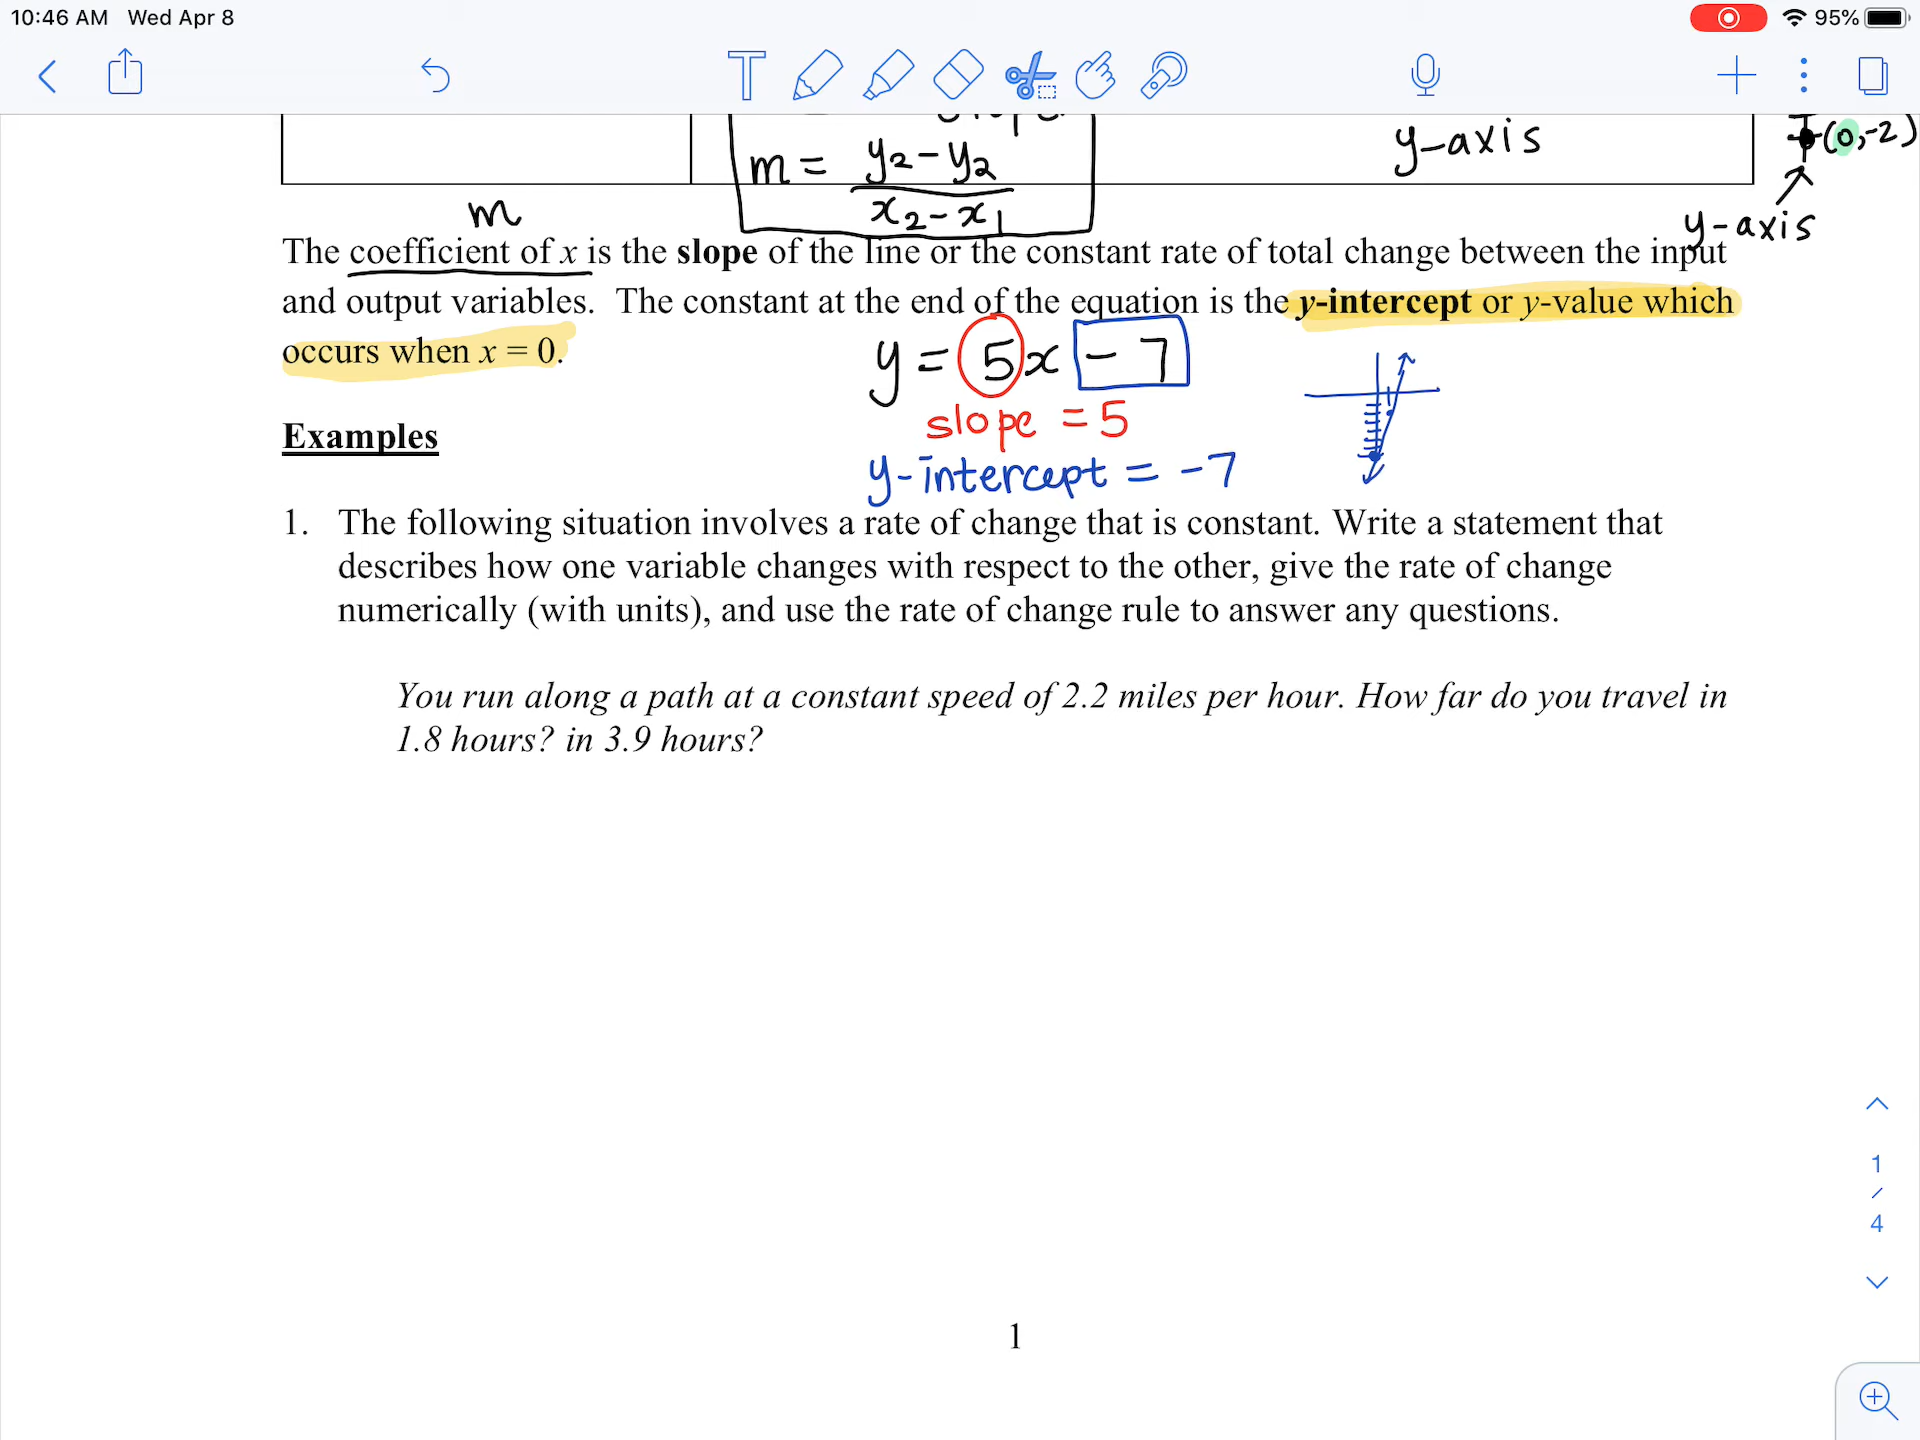 10:46 AM Wed Apr 8
95%
T
m = y₂-y₂
x₂-x₁
y-axis
(0,-2)
m
y-axis
The coefficient of x is the slope of the line or the constant rate of total change between the input
and output variables. The constant at the end of the equation is the y-intercept or y-value which
occurs when x = 0.
y = 5x - 7
slope = 5
Examples
y-intercept = -7
1. The following situation involves a rate of change that is constant. Write a statement that
describes how one variable changes with respect to the other, give the rate of change
numerically (with units), and use the rate of change rule to answer any questions.
You run along a path at a constant speed of 2.2 miles per hour. How far do you travel in
1.8 hours? in 3.9 hours?
1
/
4
1